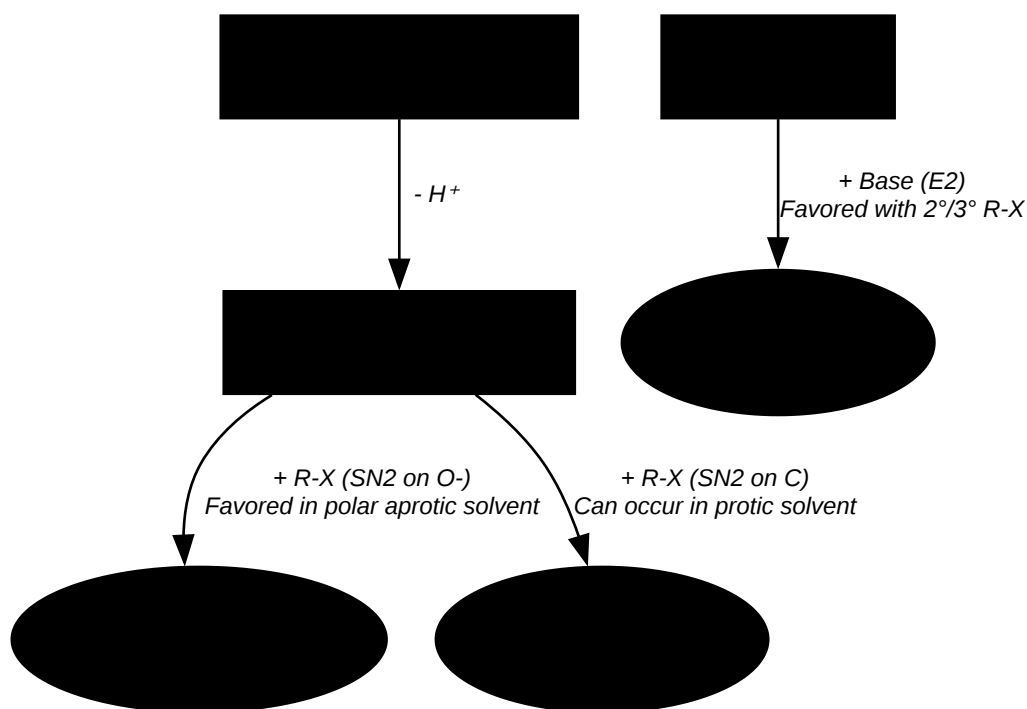 - H⁺
+ Base (E2)
Favored with 2°/3° R-X
+ R-X (SN2 on O-)
Favored in polar aprotic solvent
+ R-X (SN2 on C)
Can occur in protic solvent